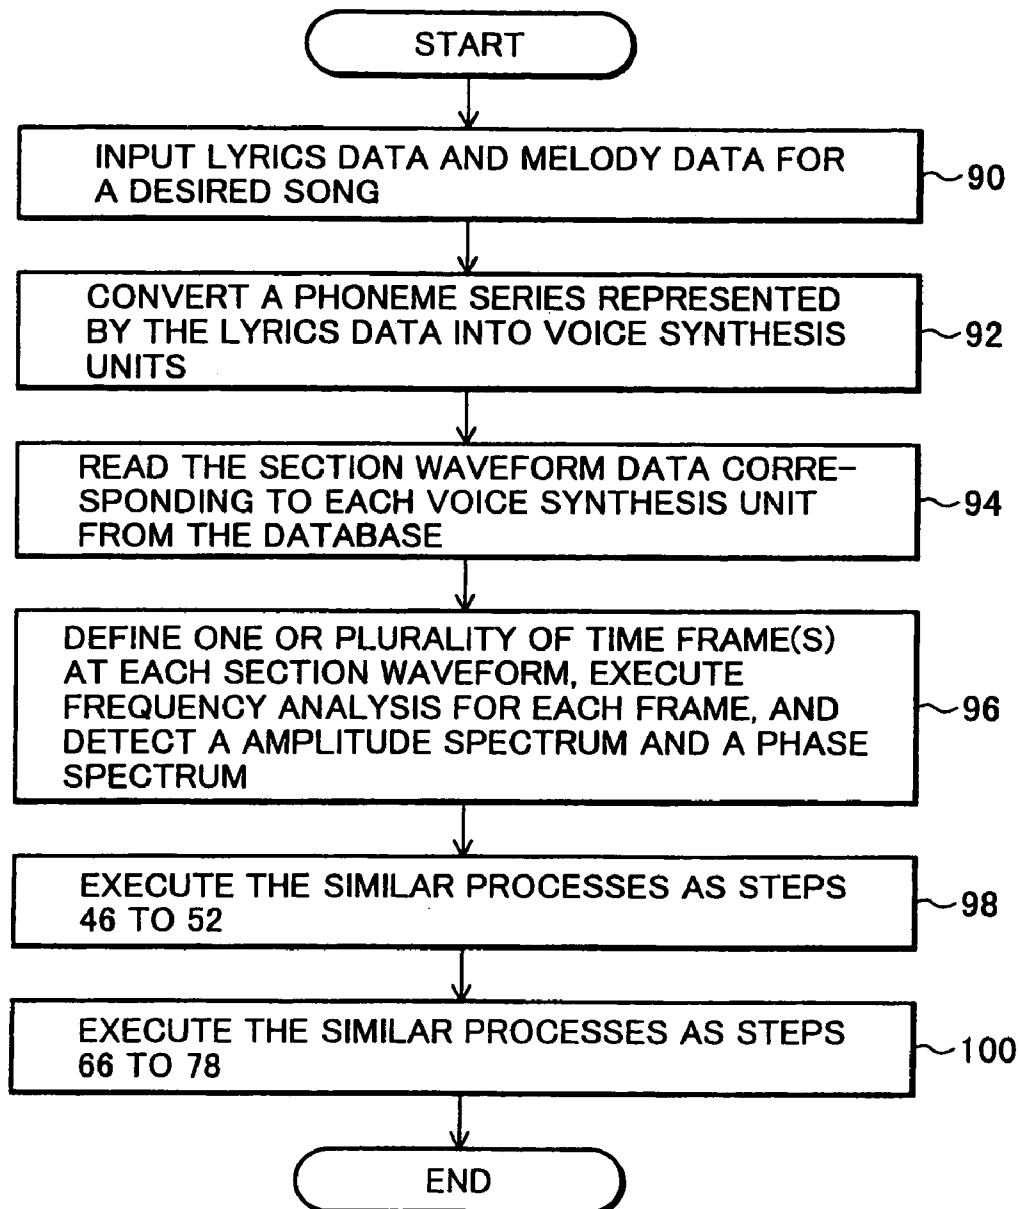 START
INPUT LYRICS DATA AND MELODY DATA FOR
A DESIRED SONG
90
CONVERT A PHONEME SERIES REPRESENTED
BY THE LYRICS DATA INTO VOICE SYNTHESIS
UNITS
92
READ THE SECTION WAVEFORM DATA CORRE-
SPONDING TO EACH VOICE SYNTHESIS UNIT
FROM THE DATABASE
94
DEFINE ONE OR PLURALITY OF TIME FRAME(S)
AT EACH SECTION WAVEFORM, EXECUTE
FREQUENCY ANALYSIS FOR EACH FRAME, AND
DETECT A AMPLITUDE SPECTRUM AND A PHASE
SPECTRUM
96
EXECUTE THE SIMILAR PROCESSES AS STEPS
46 TO 52
98
EXECUTE THE SIMILAR PROCESSES AS STEPS
66 TO 78
100
END